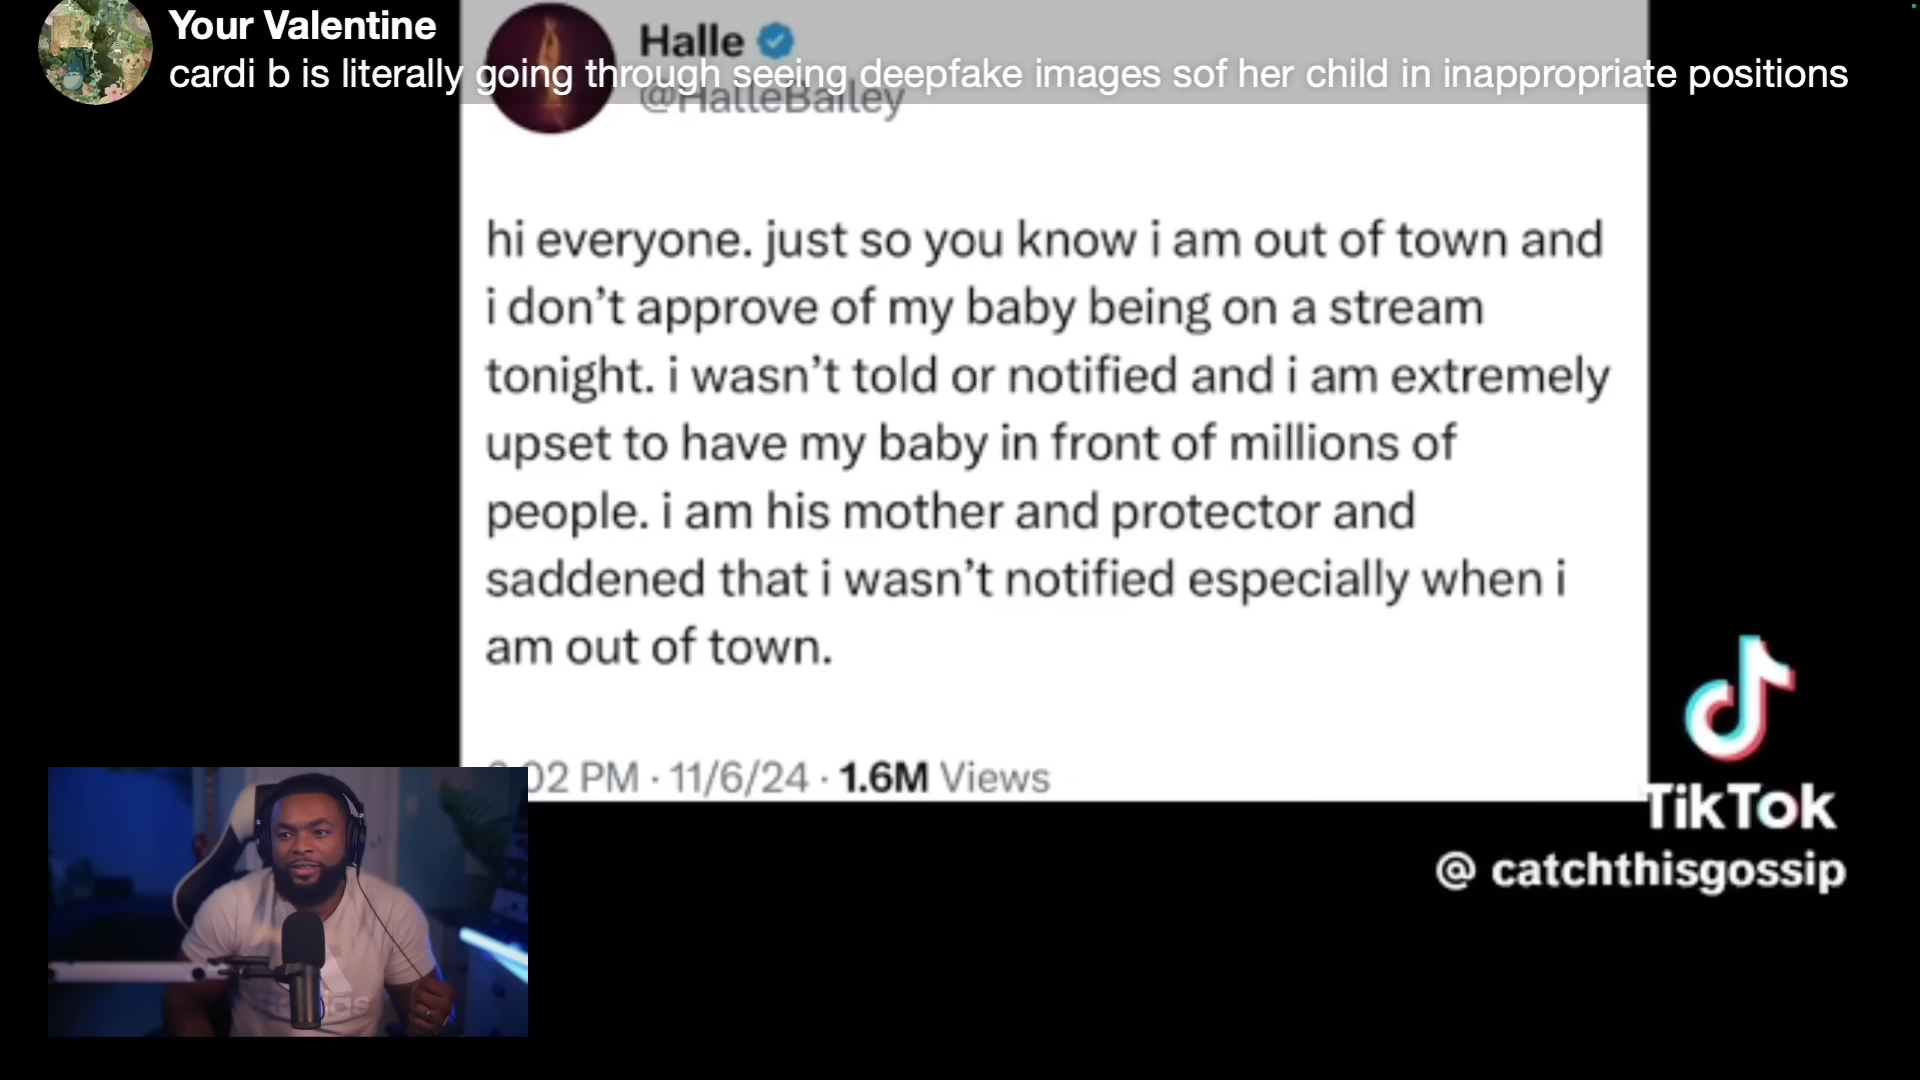 Your Valentine
cardi b is literally going through seeing deepfake images sof her child in inappropriate positions
Halle
@HalleBailey
hi everyone. just so you know i am out of town and
i don’t approve of my baby being on a stream
tonight. i wasn’t told or notified and i am extremely
upset to have my baby in front of millions of
people. i am his mother and protector and
saddened that i wasn’t notified especially when i
am out of town.
02 PM · 11/6/24 · 1.6M Views
TikTok
@ catchthisgossip